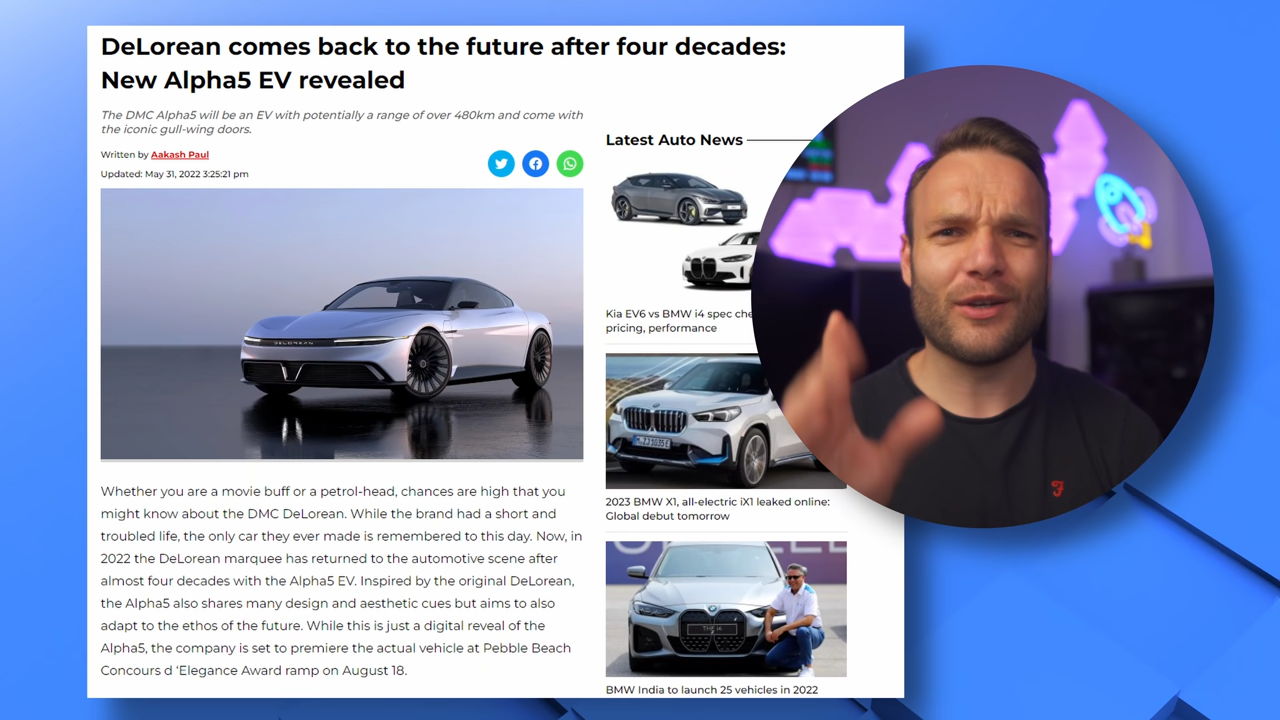 DeLorean comes back to the future after four decades:
New Alpha5 EV revealed
The DMC Alpha5 will be an EV with potentially a range of over 480km and come with
the iconic gull-wing doors.
Written by Aakash Paul
Updated: May 31, 2022 3:25:21 pm
DELOREAN
Whether you are a movie buff or a petrol-head, chances are high that you
might know about the DMC DeLorean. While the brand had a short and
troubled life, the only car they ever made is remembered to this day. Now, in
2022 the DeLorean marquee has returned to the automotive scene after
almost four decades with the Alpha5 EV. Inspired by the original DeLorean,
the Alpha5 also shares many design and aesthetic cues but aims to also
adapt to the ethos of the future. While this is just a digital reveal of the
Alpha5, the company is set to premiere the actual vehicle at Pebble Beach
Concours d ‘Elegance Award ramp on August 18.
Latest Auto News
Kia EV6 vs BMW i4 spec che
pricing, performance
2023 BMW X1, all-electric iX1 leaked online:
Global debut tomorrow
THE i4
BMW India to launch 25 vehicles in 2022